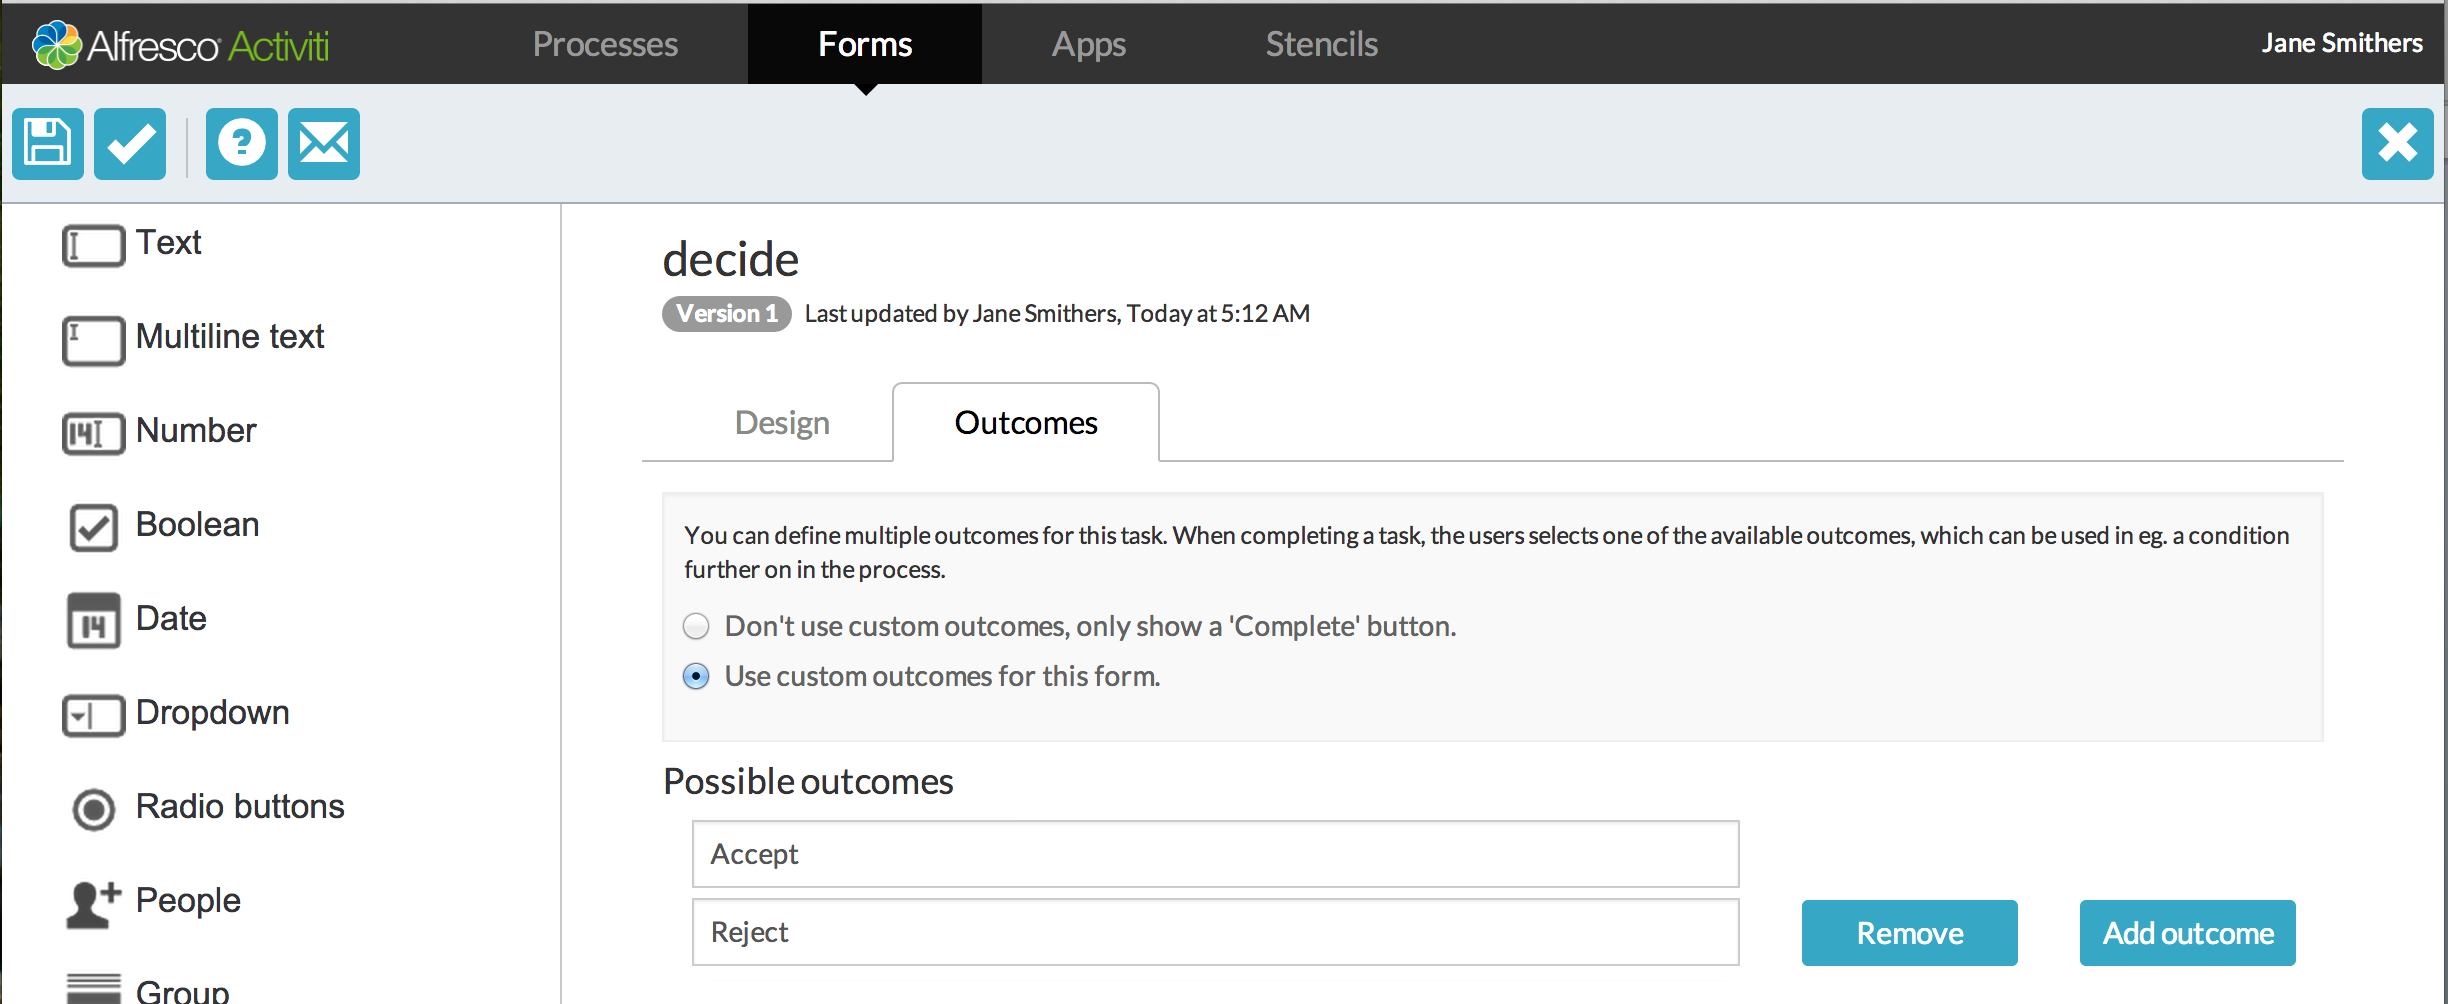 Alfresco Activiti
Processes
Forms
Apps
Stencils
Jane Smithers
Text
Multiline text
Number
Boolean
Date
Dropdown
Radio buttons
People
Group
decide
Version 1 Last updated by Jane Smithers, Today at 5:12 AM
Design
Outcomes
You can define multiple outcomes for this task. When completing a task, the users selects one of the available outcomes, which can be used in eg. a condition
further on in the process.
Don't use custom outcomes, only show a 'Complete' button.
Use custom outcomes for this form.
Possible outcomes
Accept
Reject
Remove
Add outcome